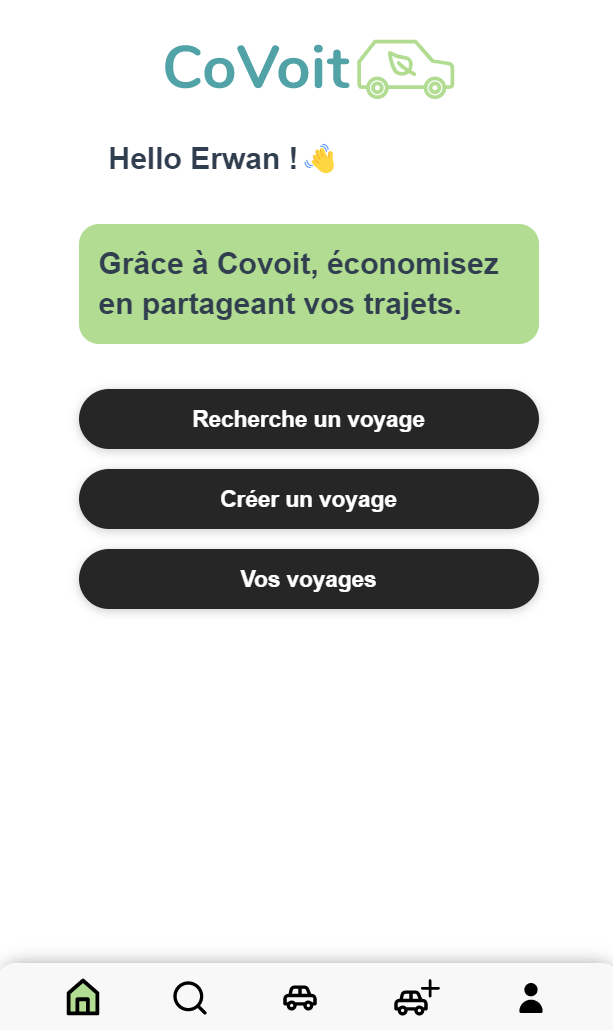 CoVoit
Hello Erwan ! 👋
Grâce à Covoit, économisez
en partageant vos trajets.
Recherche un voyage
Créer un voyage
Vos voyages